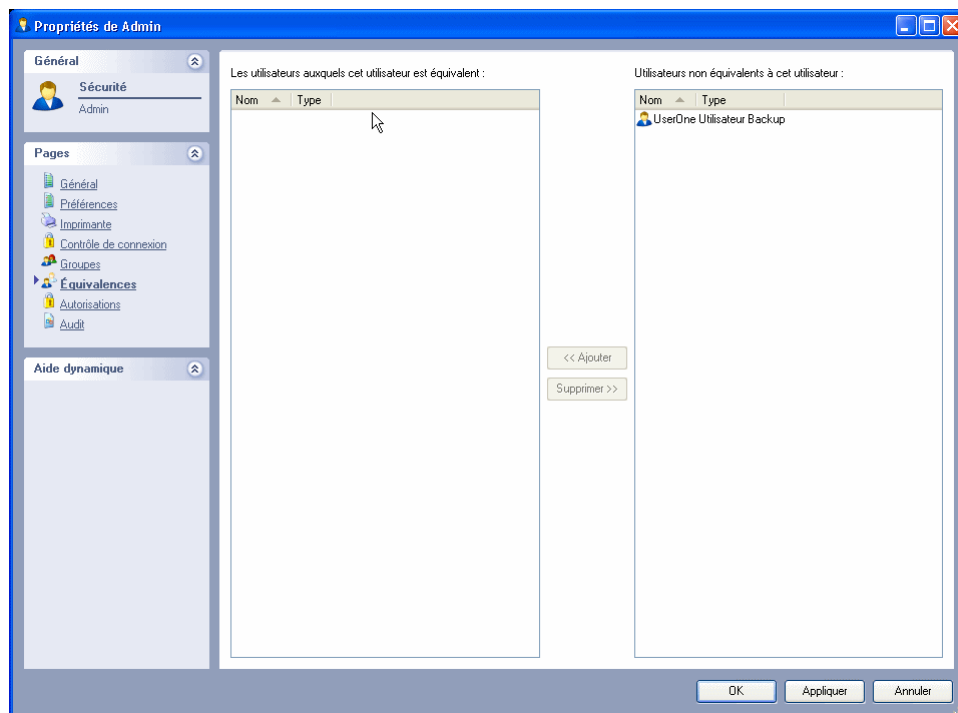 Propriétés de Admin
Général
Sécurité
Admin
Pages
Général
Préférences
Imprimante
Contrôle de connexion
Groupes
Équivalences
Autorisations
Audit
Aide dynamique
Les utilisateurs auxquels cet utilisateur est équivalent :
Nom Type
<< Ajouter
Supprimer >>
Utilisateurs non équivalents à cet utilisateur :
Nom Type
UserOne Utilisateur Backup
OK Appliquer Annuler